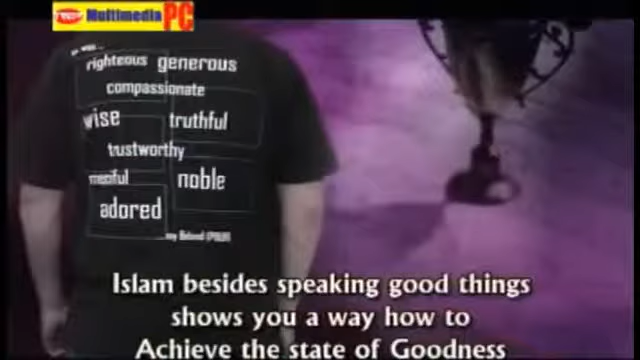 Multimedia PC
righteous generous
compassionate
wise truthful
trustworthy
merciful noble
adored
Islam besides speaking good things
shows you a way how to
Achieve the state of Goodness